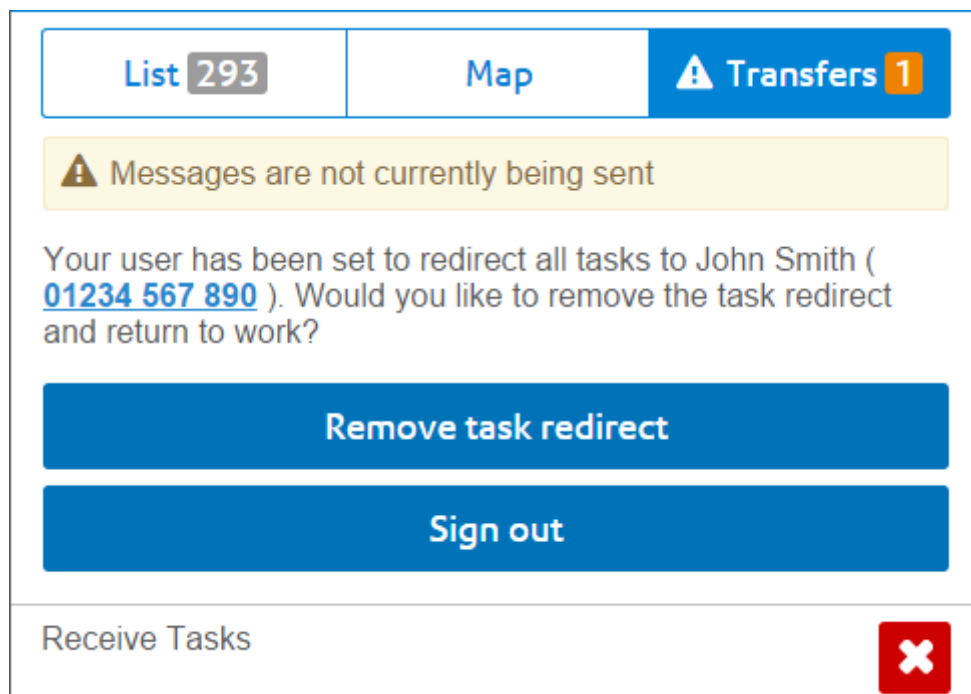 List 293 Map Transfers 1
Messages are not currently being sent
Your user has been set to redirect all tasks to John Smith (
01234 567 890 ). Would you like to remove the task redirect
and return to work?
Remove task redirect
Sign out
Receive Tasks